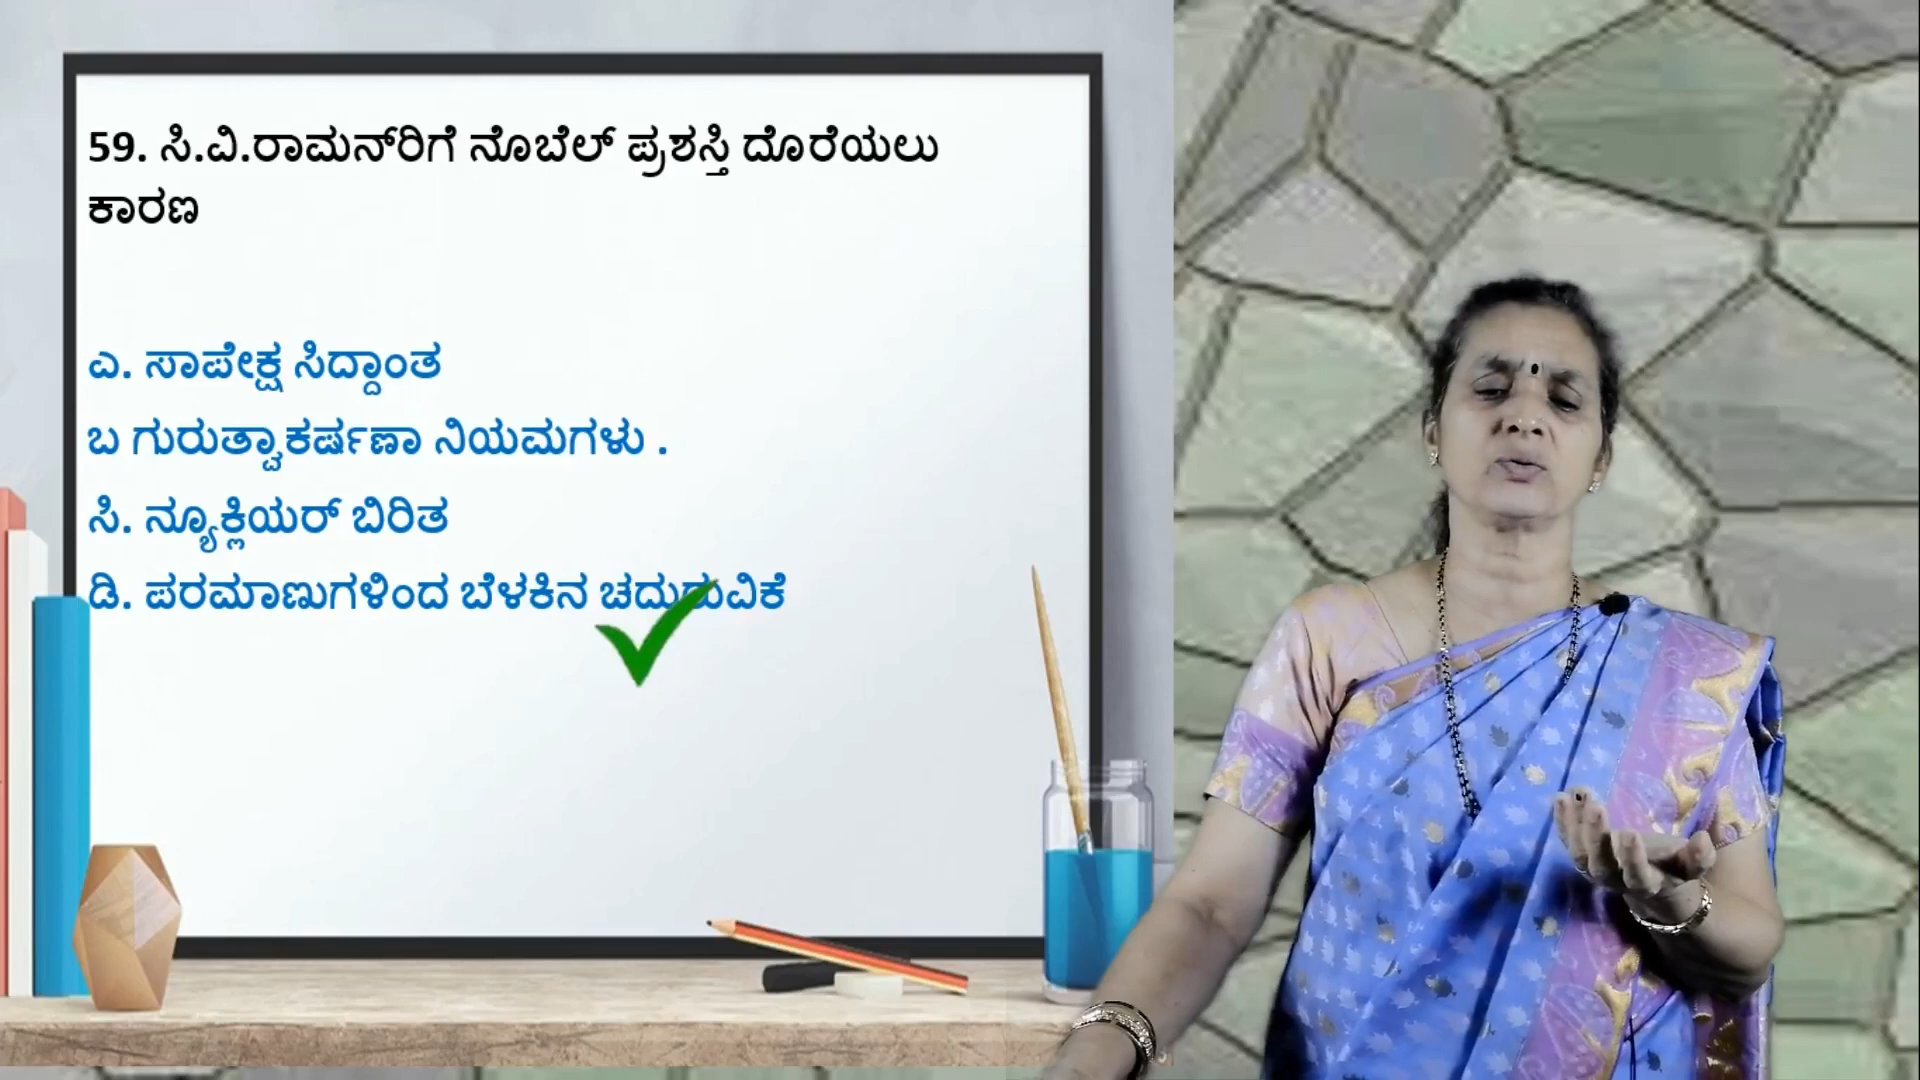 59. ಸಿ.ವಿ.ರಾಮನ್‌ರಿಗೆ ನೊಬೆಲ್ ಪ್ರಶಸ್ತಿ ದೊರೆಯಲು
ಕಾರಣ
ಎ. ಸಾಪೇಕ್ಷ ಸಿದ್ದಾಂತ
ಬ ಗುರುತ್ವಾಕರ್ಷಣಾ ನಿಯಮಗಳು .
ಸಿ. ನ್ಯೂಕ್ಲಿಯರ್ ಬಿರಿತ
ಡಿ. ಪರಮಾಣುಗಳಿಂದ ಬೆಳಕಿನ ಚದುರುವಿಕೆ